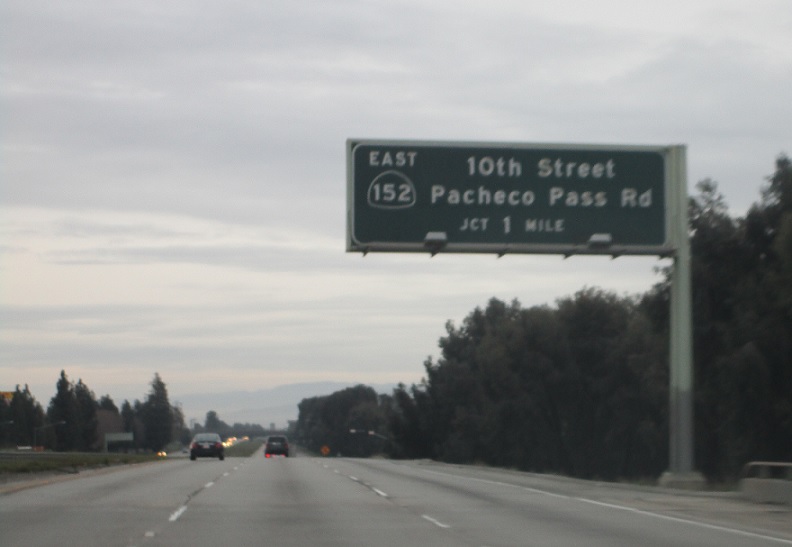 EAST
152
10th Street
Pacheco Pass Rd
JCT 1 MILE